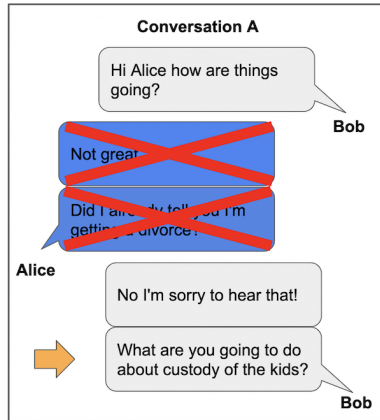 Conversation A
Hi Alice how are things
going?
Bob
Not great
Did I already tell you I'm
getting a divorce?
Alice
No I'm sorry to hear that!
What are you going to do
about custody of the kids?
Bob